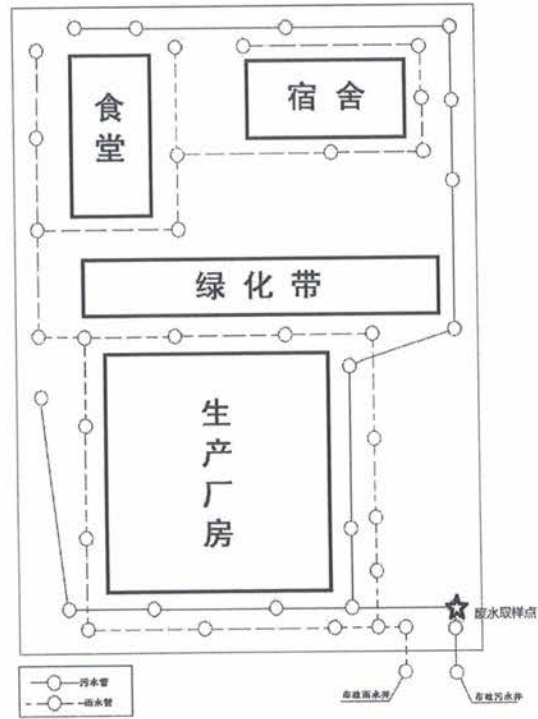 食堂
宿舍
绿化带
生产厂房
废水取样点
污水管
雨水管
市政雨水井
市政污水井